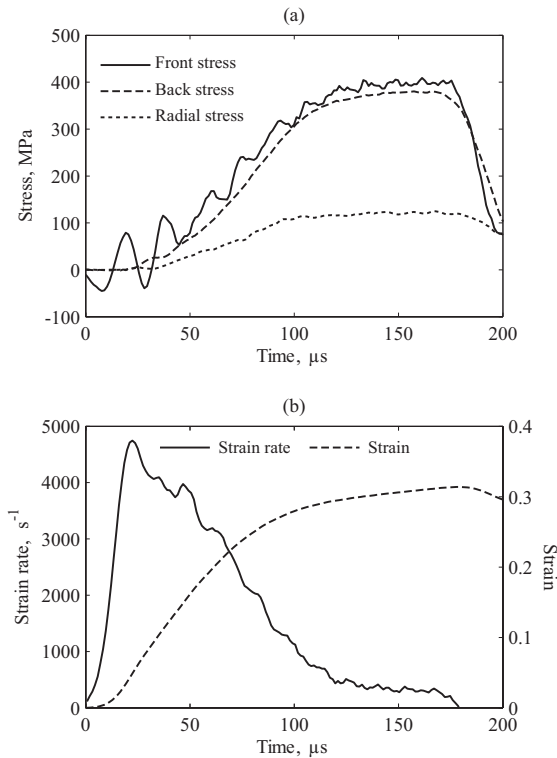 (a)
500
400
300
200
100
0
-100
Stress, MPa
Front stress
Back stress
Radial stress
0 50 100 150 200
Time, μs
(b)
5000
4000
3000
2000
1000
0
Strain rate, s⁻¹
Strain rate Strain
0.4
0.3
0.2
0.1
0
Strain
0 50 100 150 200
Time, μs